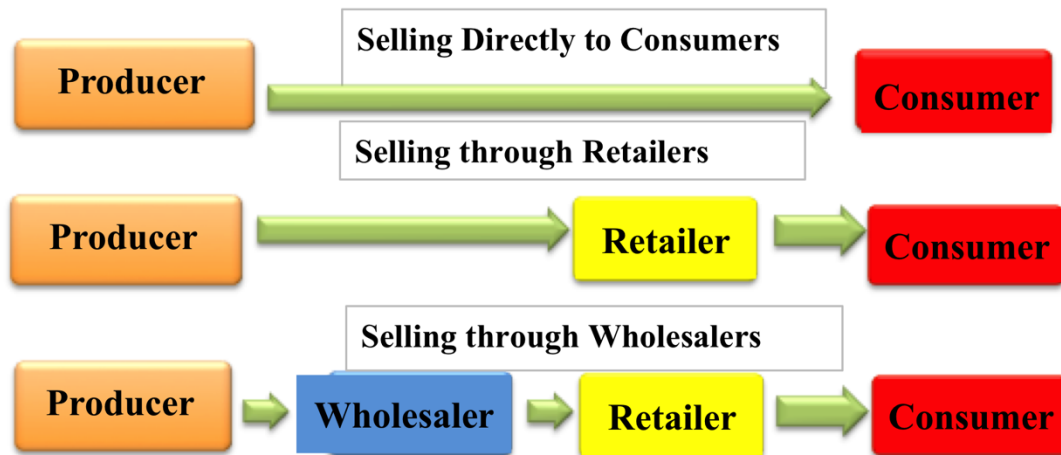 Selling Directly to Consumers
Producer
Consumer
Selling through Retailers
Producer
Retailer
Consumer
Selling through Wholesalers
Producer
Wholesaler
Retailer
Consumer